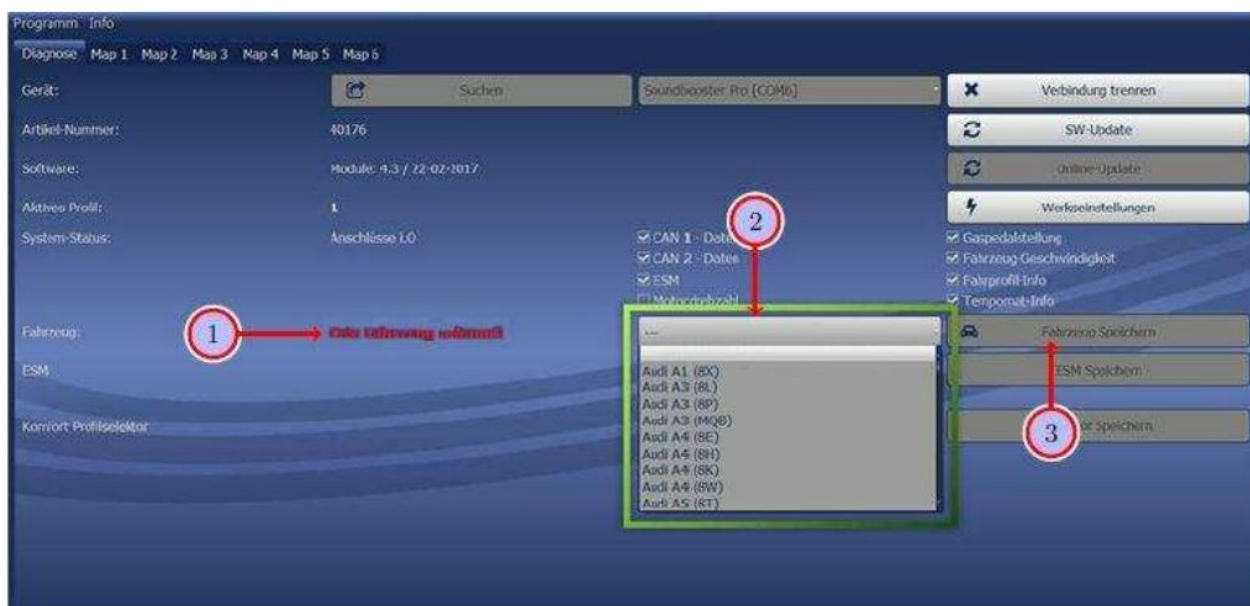 Programm Info
Diagnose Map 1 Map 2 Map 3 Map 4 Map 5 Map 6
Gerät: Suchen Soundbooster Pro [COM6] Verbindung trennen
Artikel-Nummer: 40176 SW-Update
Software: Module: 4.3 / 22-02-2017 Online-Update
Aktives Profil: 1 Werkseinstellungen
2
System-Status: Anschlüsse i.O CAN 1 - Daten Gaspedalstellung
CAN 2 - Daten Fahrzeug-Geschwindigkeit
ESM Fahrprofil-Info
Motordrehzahl Tempomat-Info
Fahrzeug: 1 --- Fahrzeug Speichern
ESM ESM Speichern
Audi A1 (8X)
Audi A3 (8L)
Audi A3 (8P)
Audi A3 (MQB)
Komfort Profilselektor 3 Speichern
Audi A4 (8E)
Audi A4 (8H)
Audi A4 (8K)
Audi A4 (8W)
Audi A5 (8T)